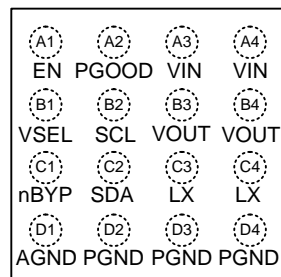 A1 A2 A3 A4
EN PGOOD VIN VIN
B1 B2 B3 B4
VSEL SCL VOUT VOUT
C1 C2 C3 C4
nBYP SDA LX LX
D1 D2 D3 D4
AGND PGND PGND PGND